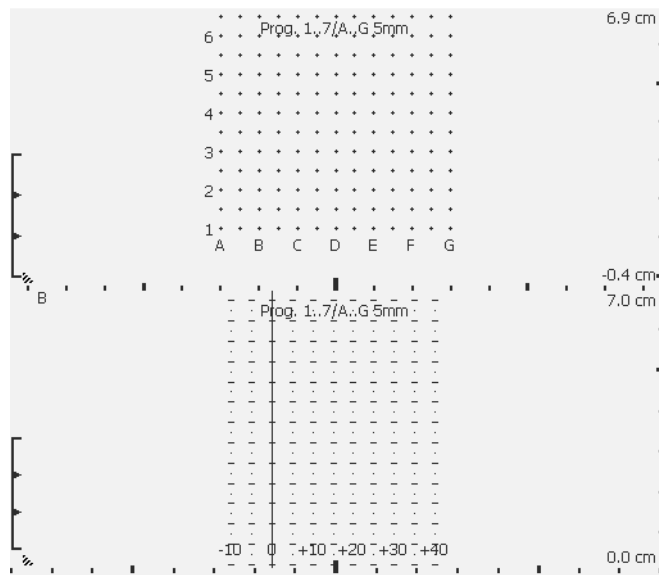 6.9 cm
Prog. 1..7/A..G 5mm
6
5
4
3
2
1
A B C D E F G
-0.4 cm
B
7.0 cm
Prog. 1..7/A..G 5mm
-10 0 +10 +20 +30 +40
0.0 cm